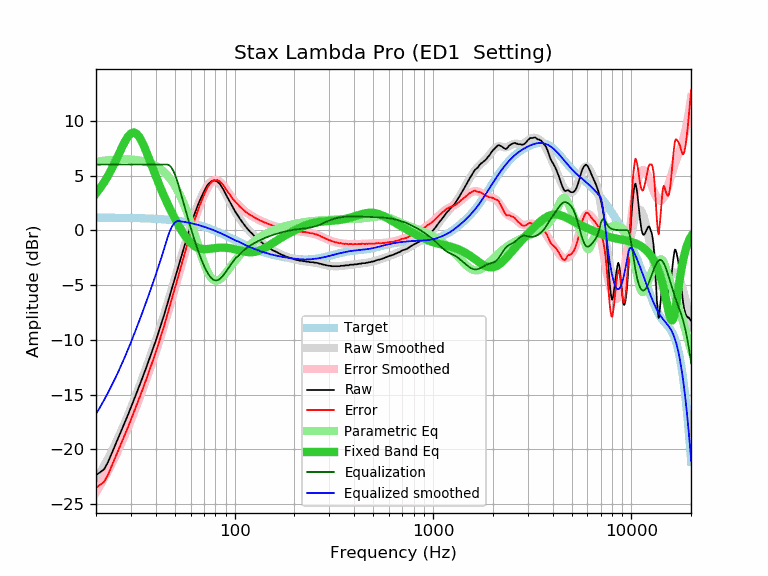 Stax Lambda Pro (ED1  Setting)
Amplitude (dBr)
10
5
0
−5
−10
−15
−20
−25
Target
Raw Smoothed
Error Smoothed
Raw
Error
Parametric Eq
Fixed Band Eq
Equalization
Equalized smoothed
100 1000 10000
Frequency (Hz)